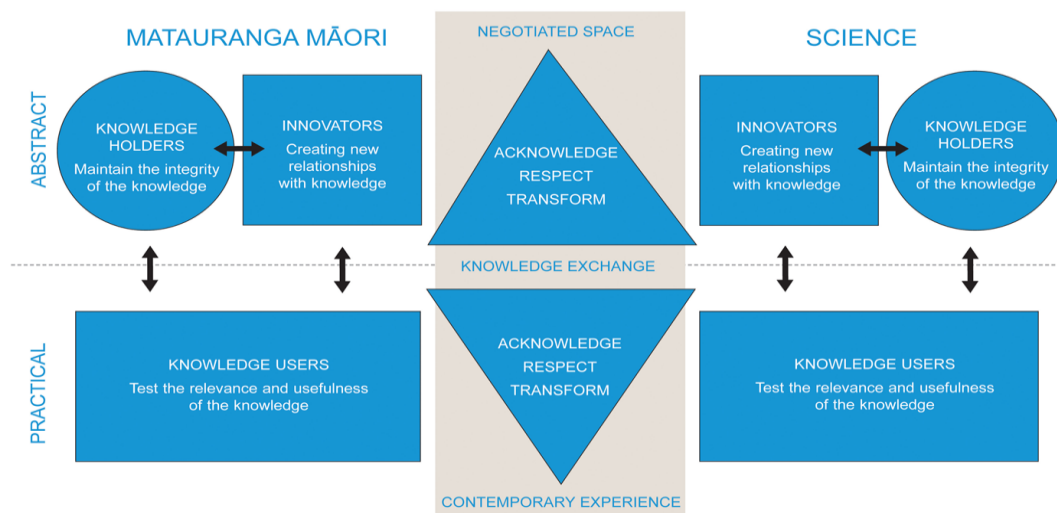 MATAURANGA MĀORI
NEGOTIATED SPACE
SCIENCE
ABSTRACT
KNOWLEDGE
HOLDERS
Maintain the integrity
of the knowledge
INNOVATORS
Creating new
relationships
with knowledge
ACKNOWLEDGE
RESPECT
TRANSFORM
INNOVATORS
Creating new
relationships
with knowledge
KNOWLEDGE
HOLDERS
Maintain the integrity
of the knowledge
KNOWLEDGE EXCHANGE
PRACTICAL
KNOWLEDGE USERS
Test the relevance and usefulness
of the knowledge
ACKNOWLEDGE
RESPECT
TRANSFORM
KNOWLEDGE USERS
Test the relevance and usefulness
of the knowledge
CONTEMPORARY EXPERIENCE